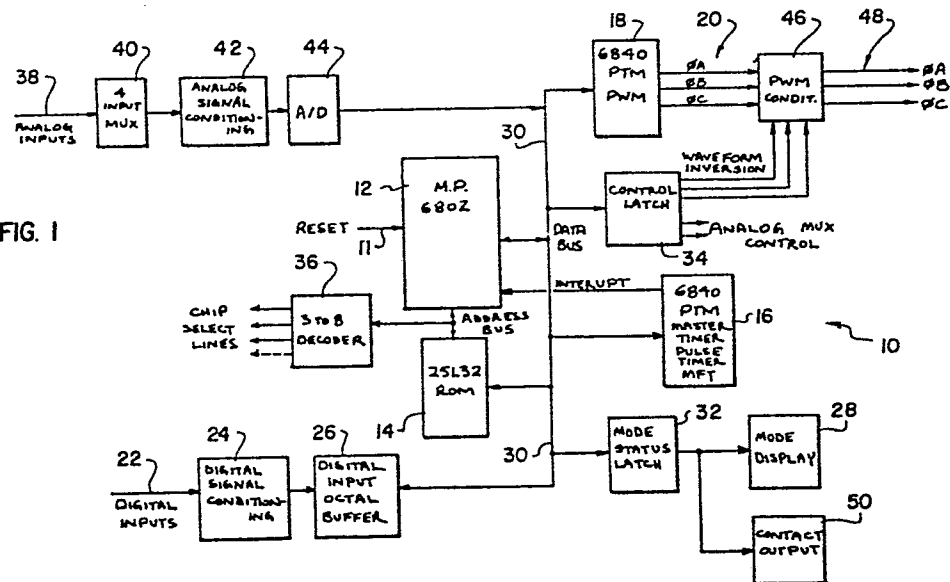 18
20
46
48
40
42
44
38
4
INPUT
MUX
ANALOG
SIGNAL
CONDITION-
ING
A/D
ANALOG
INPUTS
6840
PTM
PWM
ØA
ØB
ØC
PWM
CONDIT.
ØA
ØB
ØC
30
WAVEFORM
INVERSION
12
M.P.
6802
CONTROL
LATCH
ANALOG MUX
CONTROL
34
FIG. 1
RESET
11
DATA
BUS
INTERUPT
36
CHIP
SELECT
LINES
3 TO 8
DECODER
ADDRESS
BUS
6840
PTM
MASTER
TIMER
PULSE
TIMER
MFT
16
10
25L32
ROM
14
32
28
24
26
30
MODE
STATUS
LATCH
MODE
DISPLAY
22
DIGITAL
INPUTS
DIGITAL
SIGNAL
CONDITION-
ING
DIGITAL
INPUT
OCTAL
BUFFER
50
CONTACT
OUTPUT